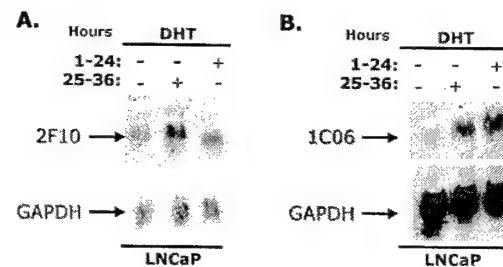 A.
Hours DHT
1-24: - - +
25-36: - + -
2F10
GAPDH
LNCaP
B.
Hours DHT
1-24: - - +
25-36: - + -
1C06
GAPDH
LNCaP